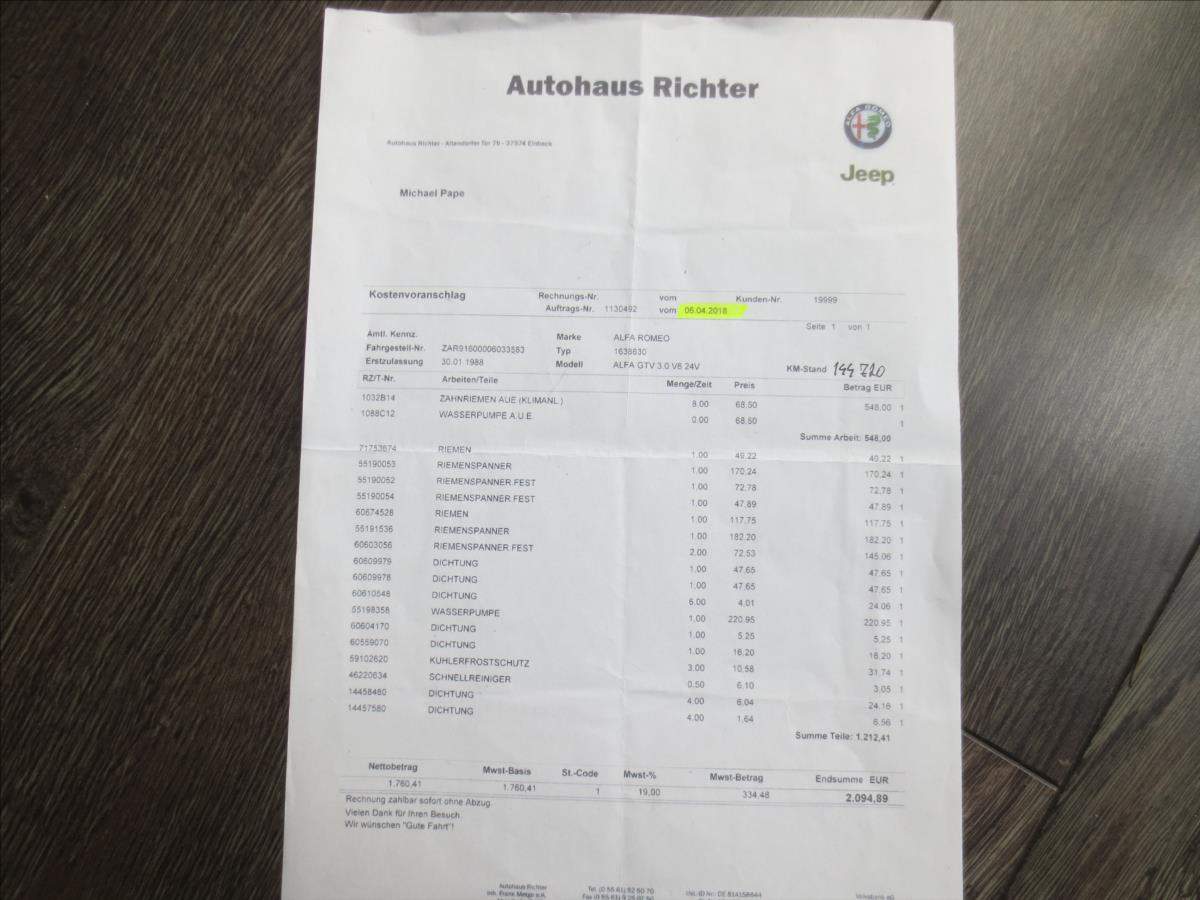 Autohaus Richter
ALFA ROMEO
Jeep
Autohaus Richter - Altendorfer Tor 76 - 37574 Einbeck
Michael Pape
Kostenvoranschlag Rechnungs-Nr. vom Kunden-Nr. 19999
Auftrags-Nr. 1130492 vom 06.04.2018
Seite 1 von 1
Amtl. Kennz. Marke ALFA ROMEO
Fahrgestell-Nr. ZAR91600006033583 Typ 1638630
Erstzulassung 30.01.1988 Modell ALFA GTV 3.0 V6 24V KM-Stand 144 720
RZ/T-Nr. Arbeiten/Teile Menge/Zeit Preis Betrag EUR
1032B14 ZAHNRIEMEN AUE (KLIMANL.) 8.00 68.50 548,00 1
1088C12 WASSERPUMPE A.U.E. 0.00 68.50 1
Summe Arbeit: 548,00
71753674 RIEMEN 1.00 49.22 49.22 1
55190053 RIEMENSPANNER 1.00 170.24 170.24 1
55190052 RIEMENSPANNER.FEST 1.00 72,78 72,78 1
55190054 RIEMENSPANNER.FEST 1.00 47.89 47.89 1
60674528 RIEMEN 1.00 117.75 117.75 1
55191536 RIEMENSPANNER 1.00 182.20 182.20 1
60603056 RIEMENSPANNER.FEST 2.00 72.53 145.06 1
60609979 DICHTUNG 1.00 47.65 47.65 1
60609978 DICHTUNG 1.00 47.65 47.65 1
60610548 DICHTUNG 6.00 4,01 24.06 1
55198358 WASSERPUMPE 1.00 220.95 220.95 1
60604170 DICHTUNG 1.00 5.25 5.25 1
60559070 DICHTUNG 1.00 16.20 16.20 1
59102620 KUHLERFROSTSCHUTZ 3.00 10.58 31.74 1
46220634 SCHNELLREINIGER 0.50 6.10 3.05 1
14458480 DICHTUNG 4.00 6.04 24.16 1
14457580 DICHTUNG 4.00 1.64 6.56 1
Summe Teile: 1.212,41
Nettobetrag Mwst-Basis St.-Code Mwst-% Mwst-Betrag Endsumme EUR
1.760,41 1.760,41 1 19,00 334,48 2.094,89
Rechnung zahlbar sofort ohne Abzug.
Vielen Dank für Ihren Besuch
Wir wünschen "Gute Fahrt"!
Autohaus Richter